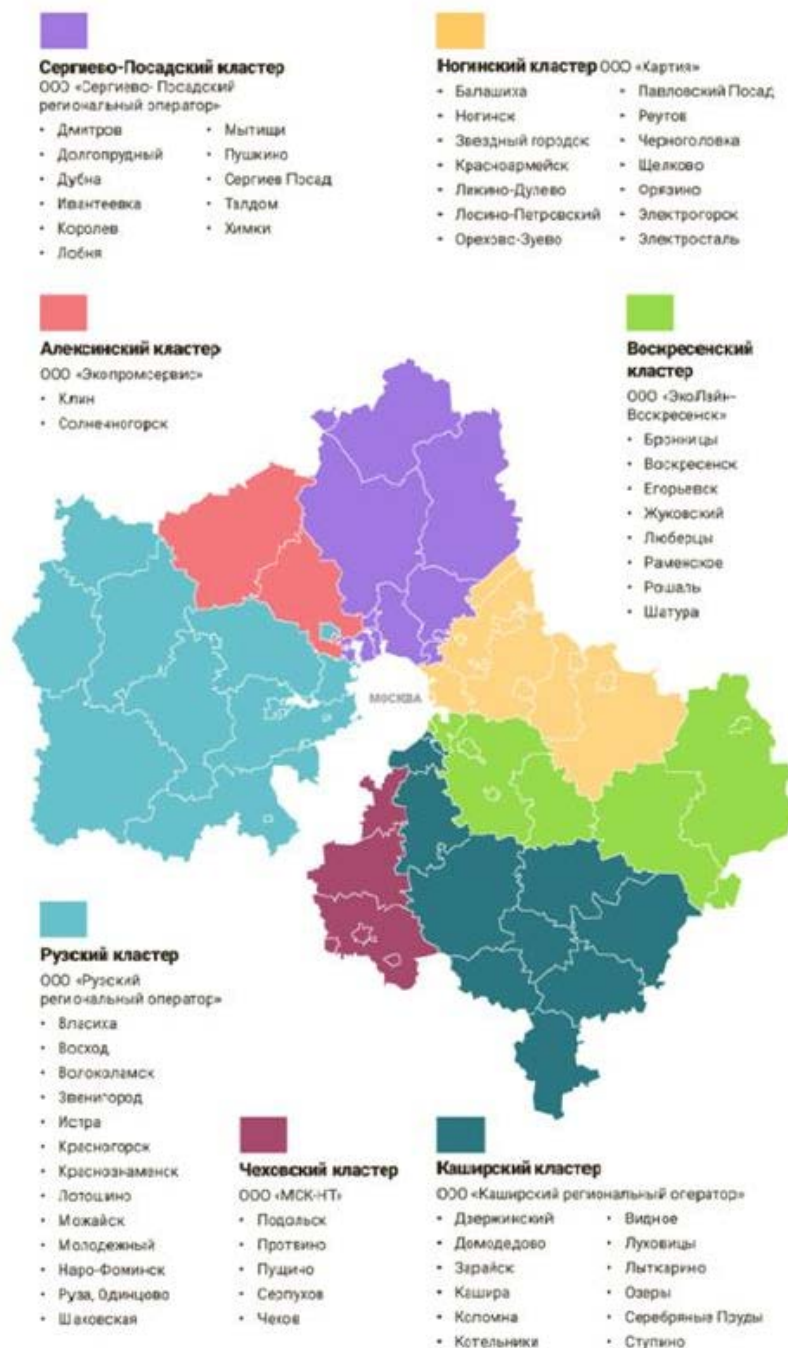 Сергиево-Посадский кластер
ООО «Сергиево- Посадский
региональный оператор»
• Дмитров
• Долгопрудный
• Дубна
• Ивантеевка
• Королев
• Лобня
• Мытищи
• Пушкино
• Сергиев Посад
• Талдом
• Химки
Ногинский кластер ООО «Картия»
• Балашиха
• Ногинск
• Звездный городск
• Красноармейск
• Ликино-Дулево
• Лосино-Петровский
• Орехово-Зуево
• Павловский Посад
• Реутов
• Черноголовка
• Щелково
• Фрязино
• Электрогорск
• Электросталь
Алексинский кластер
ООО «Экопромсервис»
• Клин
• Солнечногорск
Воскресенский
кластер
ООО «ЭкоЛайн-
Воскресенск»
• Бронницы
• Воскресенск
• Егорьевск
• Жуковский
• Люберцы
• Раменское
• Рошаль
• Шатура
МОСКВА
Рузский кластер
ООО «Рузский
региональный оператор»
• Власиха
• Восход
• Волоколамск
• Звенигород
• Истра
• Красногорск
• Краснознаменск
• Лотошино
• Можайск
• Молодежный
• Наро-Фоминск
• Руза, Одинцово
• Шаховская
Чеховский кластер
ООО «МСК-НТ»
• Подольск
• Протвино
• Пущино
• Серпухов
• Чехов
Каширский кластер
ООО «Каширский региональный оператор»
• Дзержинский
• Домодедово
• Зарайск
• Кашира
• Коломна
• Котельники
• Видное
• Луховицы
• Лыткарино
• Озеры
• Серебряные Пруды
• Ступино